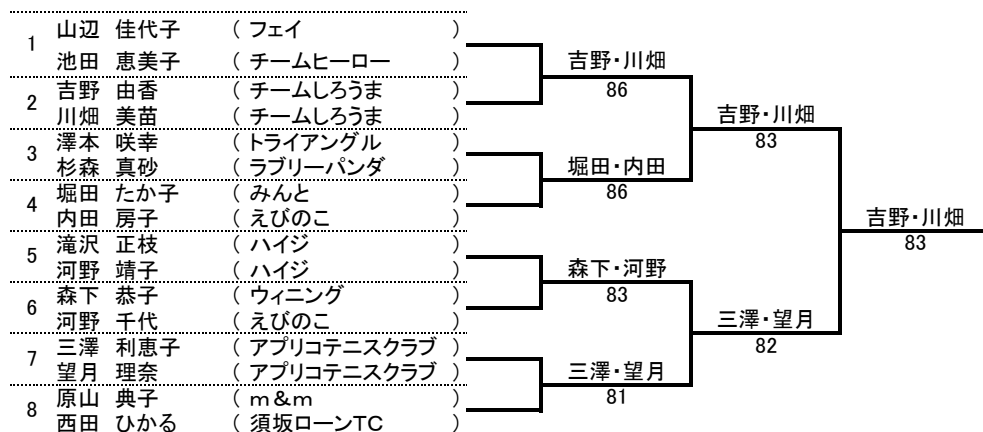 1 山辺 佳代子 ( フェイ )
池田 恵美子 ( チームヒーロー )
2 吉野 由香 ( チームしろうま )
川畑 美苗 ( チームしろうま )
3 澤本 咲幸 ( トライアングル )
杉森 真砂 ( ラブリーパンダ )
4 堀田 たか子 ( みんと )
内田 房子 ( えびのこ )
5 滝沢 正枝 ( ハイジ )
河野 靖子 ( ハイジ )
6 森下 恭子 ( ウィニング )
河野 千代 ( えびのこ )
7 三澤 利恵子 ( アプリコテニスクラブ )
望月 理奈 ( アプリコテニスクラブ )
8 原山 典子 ( m&m )
西田 ひかる ( 須坂ローンTC )
吉野・川畑
86
堀田・内田
86
森下・河野
83
三澤・望月
81
吉野・川畑
83
三澤・望月
82
吉野・川畑
83